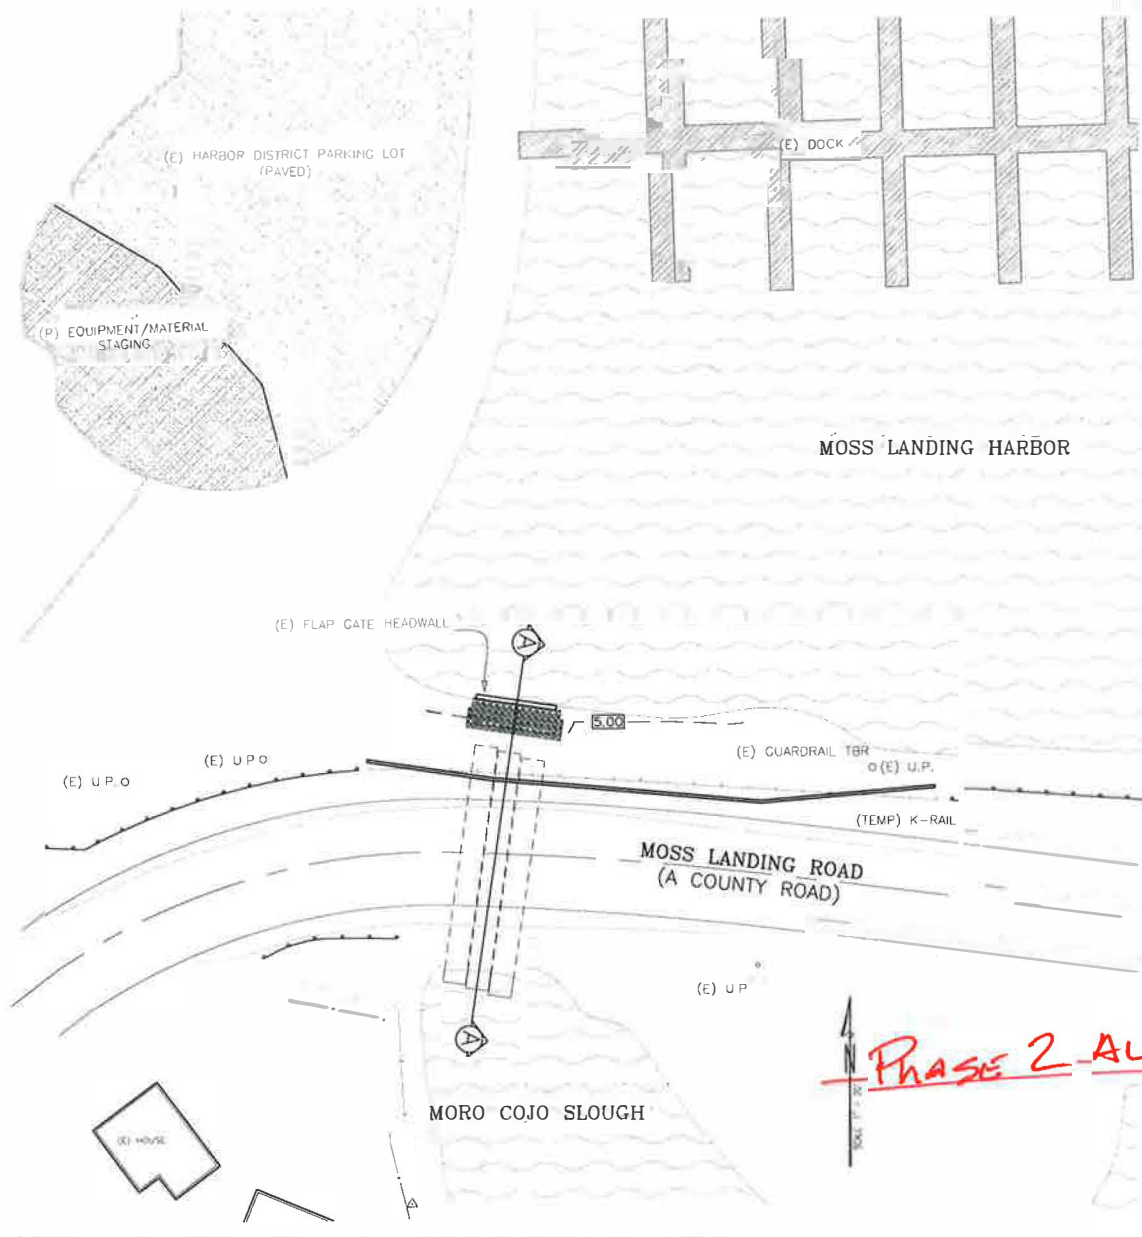 (E) HARBOR DISTRICT PARKING LOT
(PAVED)
(E) DOCK
(P) EQUIPMENT/MATERIAL
STAGING
MOSS LANDING HARBOR
(E) FLAP GATE HEADWALL
A
5.00
(E) GUARDRAIL TBR
(E) U.P.
(E) U P
(E) U P.
(TEMP) K-RAIL
MOSS LANDING ROAD
(A COUNTY ROAD)
(E) U P
A
N
PHASE 2 - AL
MORO COJO SLOUGH
(E) HOUSE